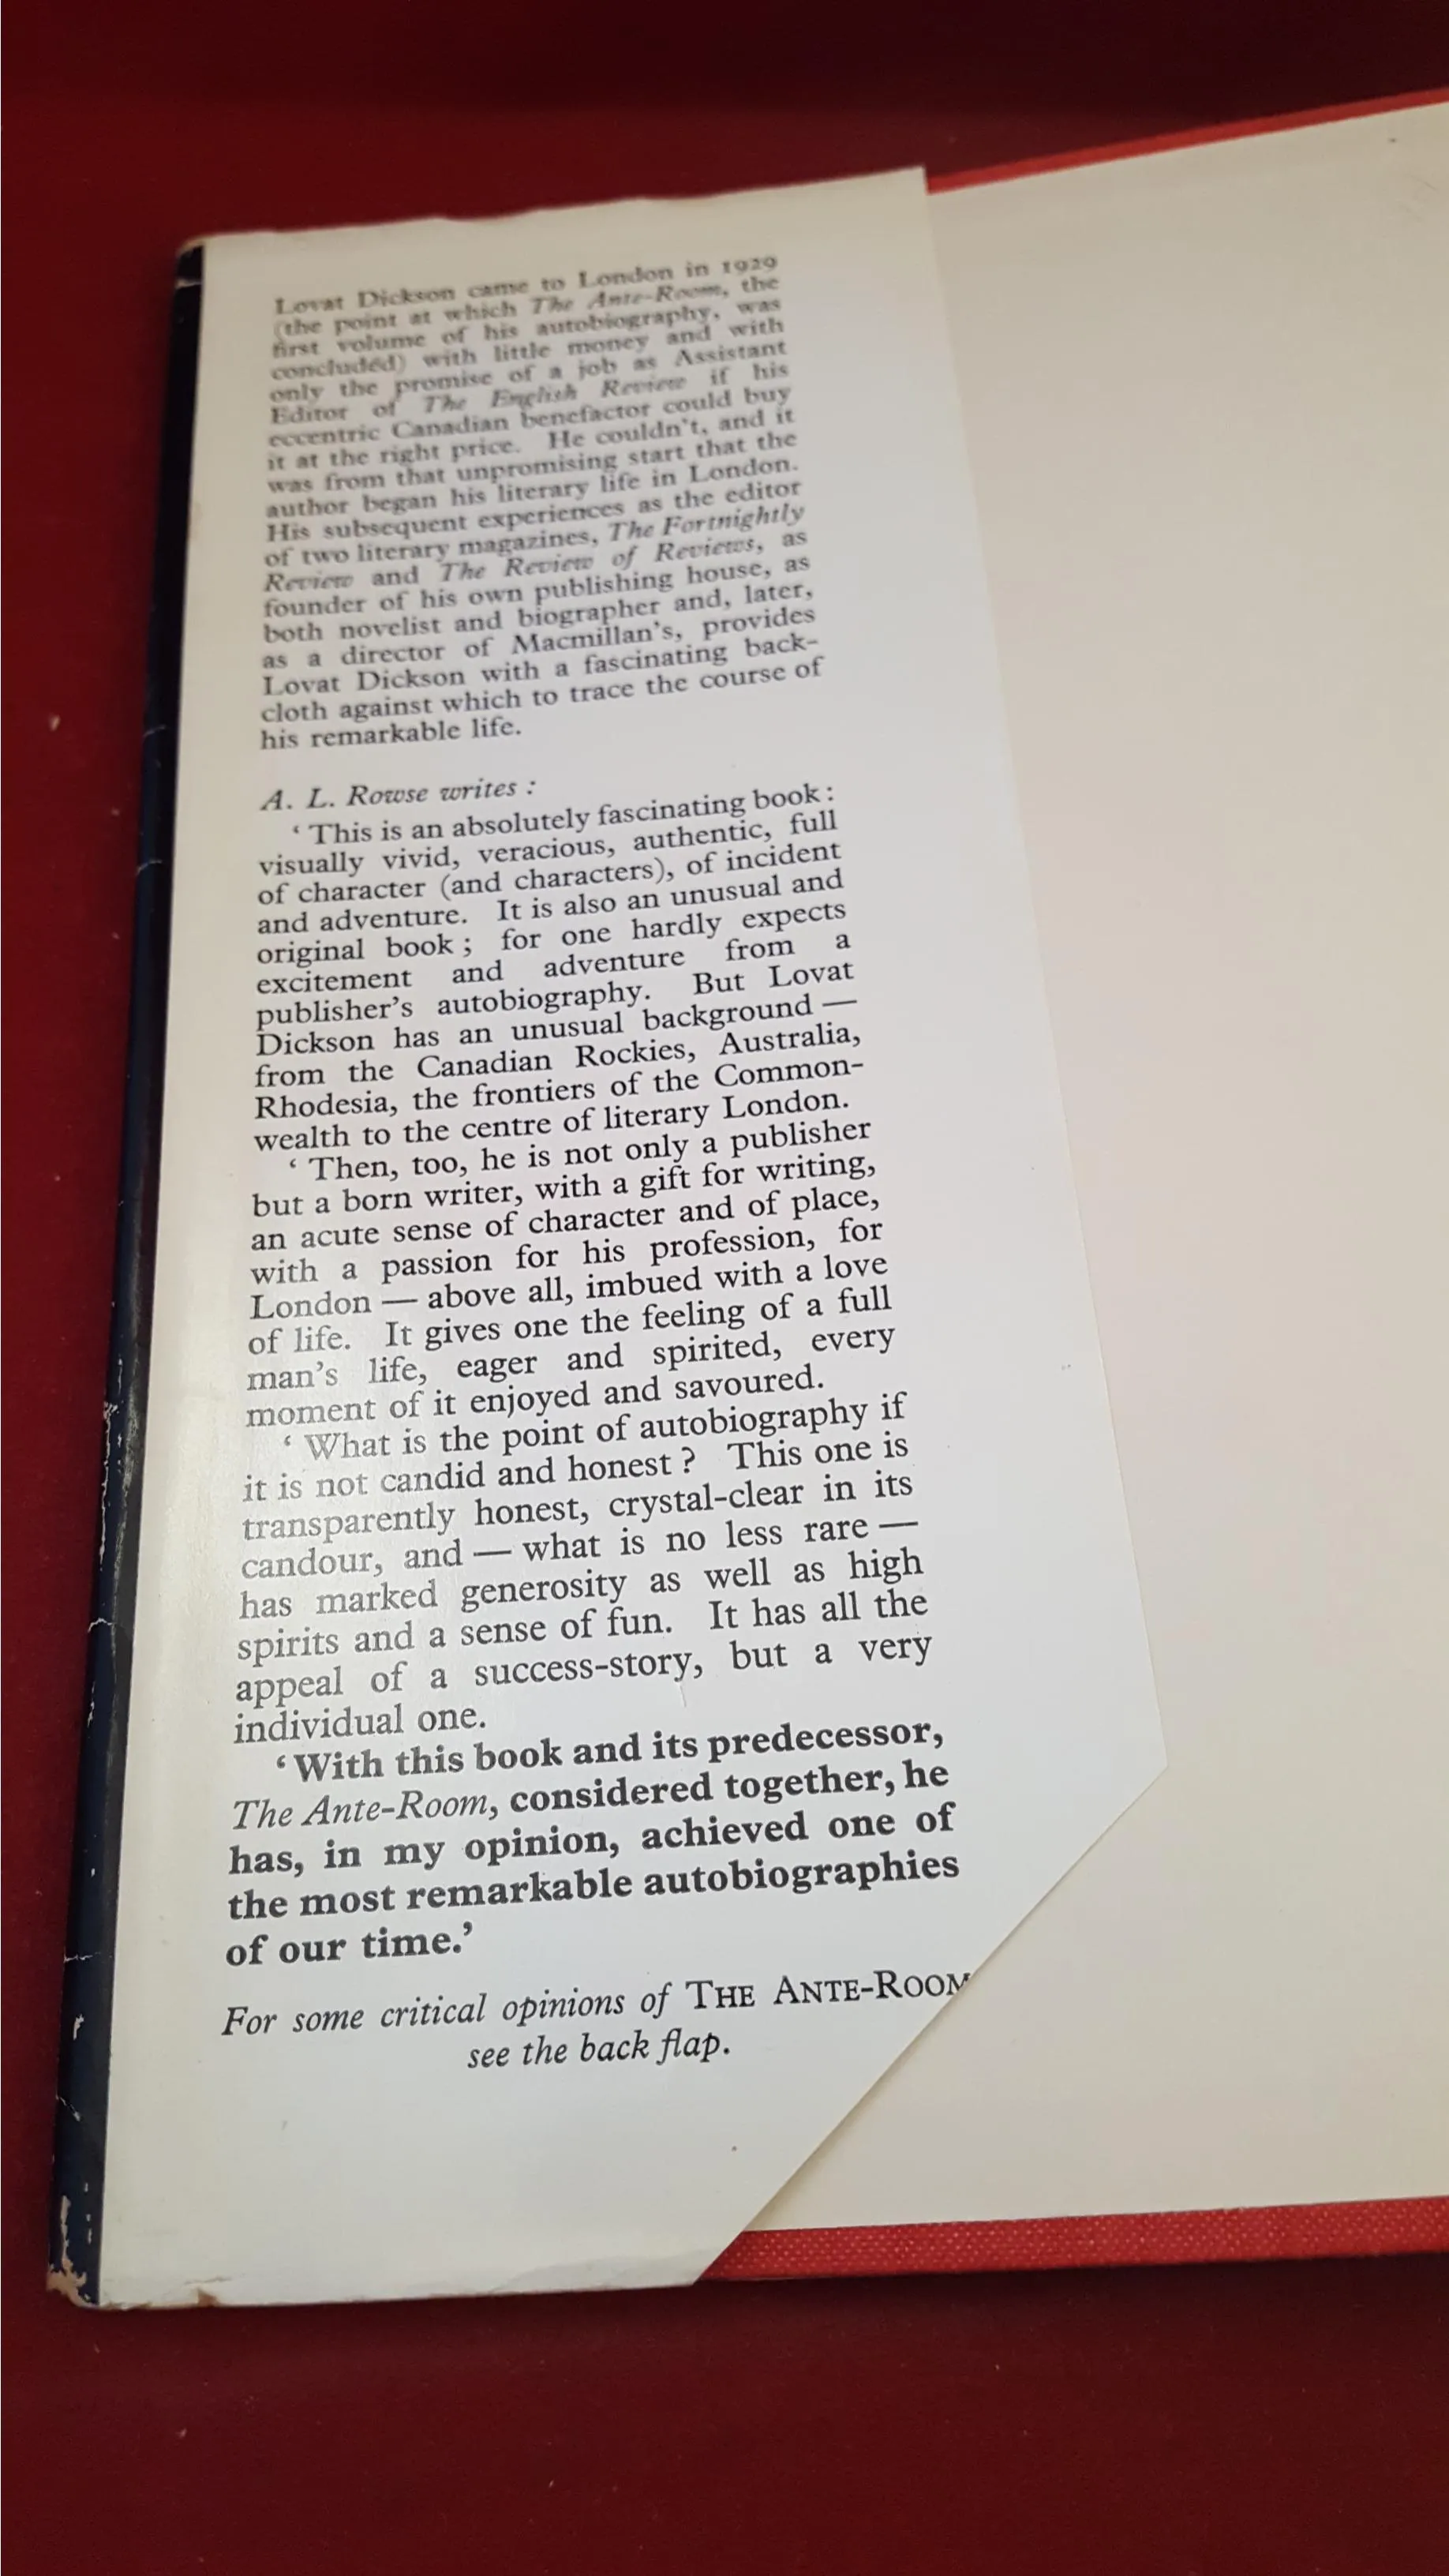 Lovat Dickson came to London in 1929
(the point at which The Ante-Room, the
first volume of his autobiography, was
concluded) with little money and with
only the promise of a job as Assistant
Editor of The English Review if his
eccentric Canadian benefactor could buy
it at the right price. He couldn't, and it
was from that unpromising start that the
author began his literary life in London.
His subsequent experiences as the editor
of two literary magazines, The Fortnightly
Review and The Review of Reviews, as
founder of his own publishing house, as
both novelist and biographer and, later,
as a director of Macmillan's, provides
Lovat Dickson with a fascinating back-
cloth against which to trace the course of
his remarkable life.
A. L. Rowse writes :
‘ This is an absolutely fascinating book :
visually vivid, veracious, authentic, full
of character (and characters), of incident
and adventure. It is also an unusual and
original book ; for one hardly expects
excitement and adventure from a
publisher's autobiography. But Lovat
Dickson has an unusual background —
from the Canadian Rockies, Australia,
Rhodesia, the frontiers of the Common-
wealth to the centre of literary London.
‘ Then, too, he is not only a publisher
but a born writer, with a gift for writing,
an acute sense of character and of place,
with a passion for his profession, for
London — above all, imbued with a love
of life. It gives one the feeling of a full
man's life, eager and spirited, every
moment of it enjoyed and savoured.
‘ What is the point of autobiography if
it is not candid and honest ? This one is
transparently honest, crystal-clear in its
candour, and — what is no less rare —
has marked generosity as well as high
spirits and a sense of fun. It has all the
appeal of a success-story, but a very
individual one.
‘With this book and its predecessor,
The Ante-Room, considered together, he
has, in my opinion, achieved one of
the most remarkable autobiographies
of our time.’
For some critical opinions of THE ANTE-ROOM
see the back flap.